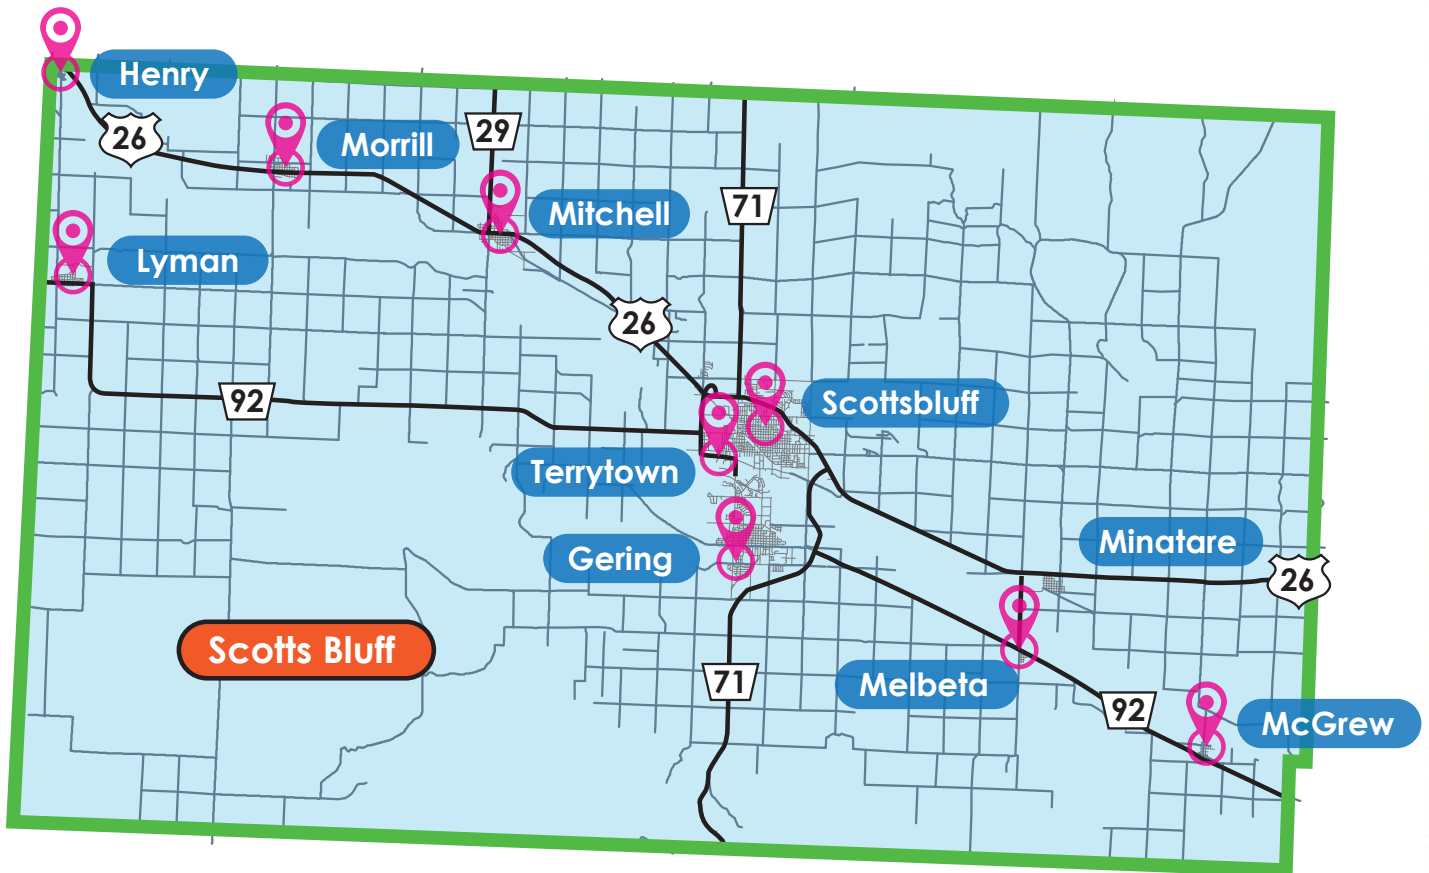 Henry
26
29
Morrill
71
Mitchell
Lyman
26
92
Scottsbluff
Terrytown
Minatare
Gering
26
Scotts Bluff
71
Melbeta
92
McGrew